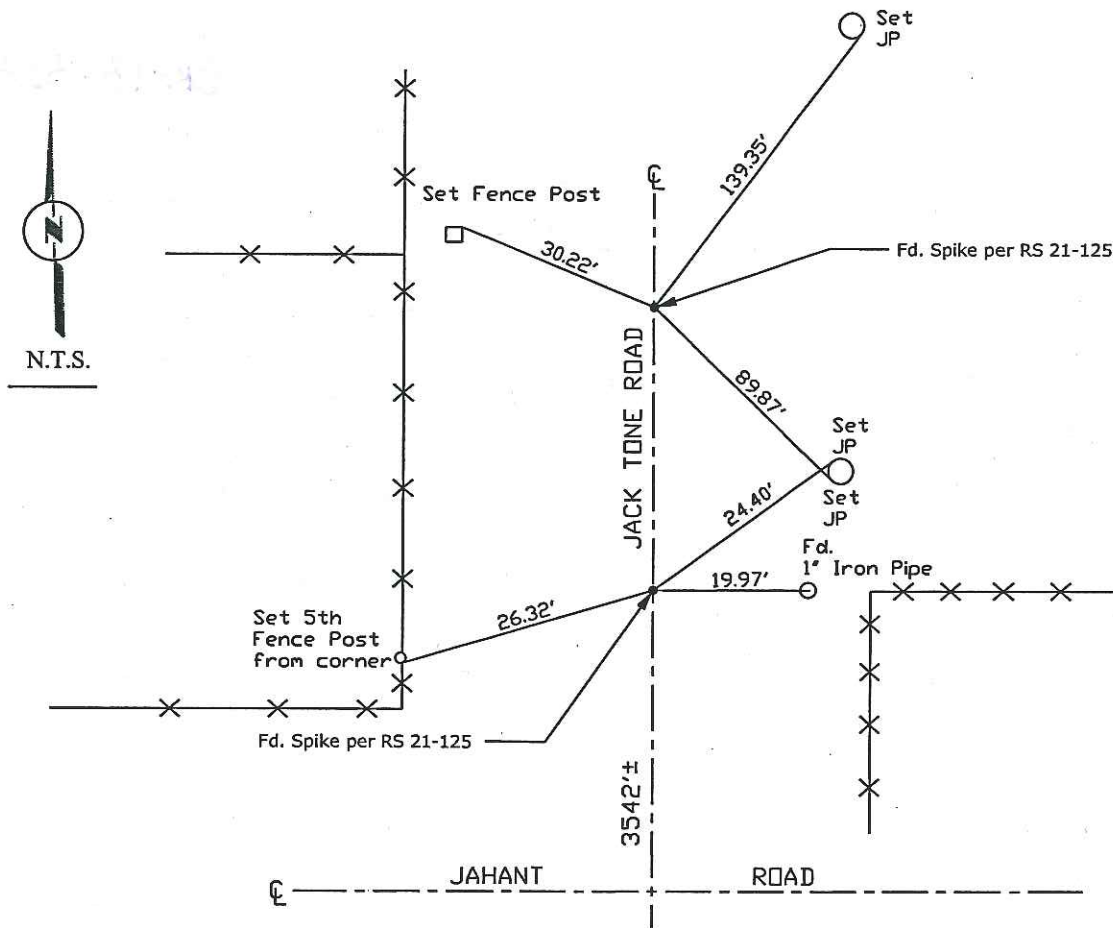 Set
JP
139.35'
Set Fence Post
℄
30.22'
Fd. Spike per RS 21-125
N
N.T.S.
JACK TONE ROAD
89.87'
Set
JP
Set
JP
24.40'
Fd.
1" Iron Pipe
19.97'
26.32'
Set 5th
Fence Post
from corner
Fd. Spike per RS 21-125
3542'±
JAHANT ROAD
℄